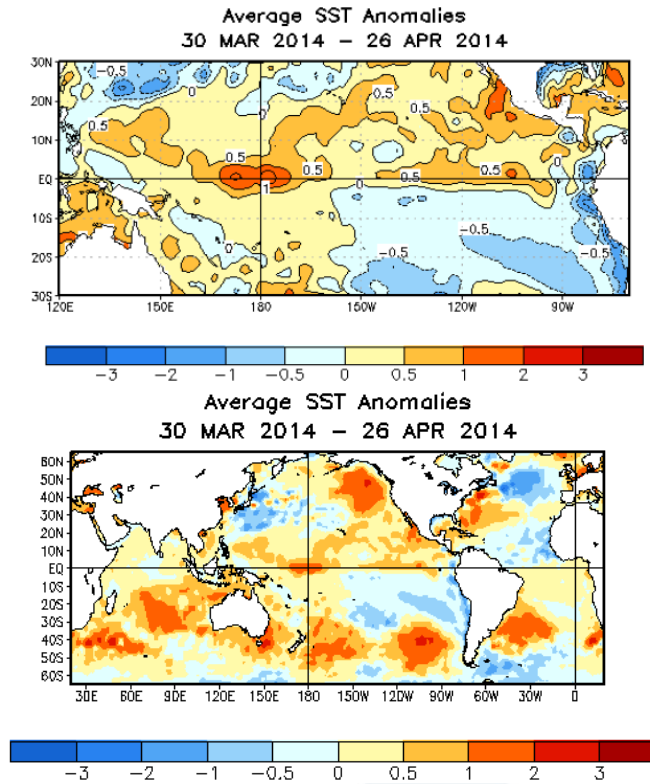 Average SST Anomalies
30 MAR 2014 – 26 APR 2014
30N
20N
10N
EQ
10S
20S
30S
-0.5
0
0.5
0
0.5
0.5
0.5
0.5
0.5
0
0
1
-0.5
0
-0.5
120E 150E 180 150W 120W 90W
-3 -2 -1 -0.5 0 0.5 1 2 3
Average SST Anomalies
30 MAR 2014 – 26 APR 2014
60N
50N
40N
30N
20N
10N
EQ
10S
20S
30S
40S
50S
60S
30E 60E 90E 120E 150E 180 150W 120W 90W 60W 30W 0
-3 -2 -1 -0.5 0 0.5 1 2 3